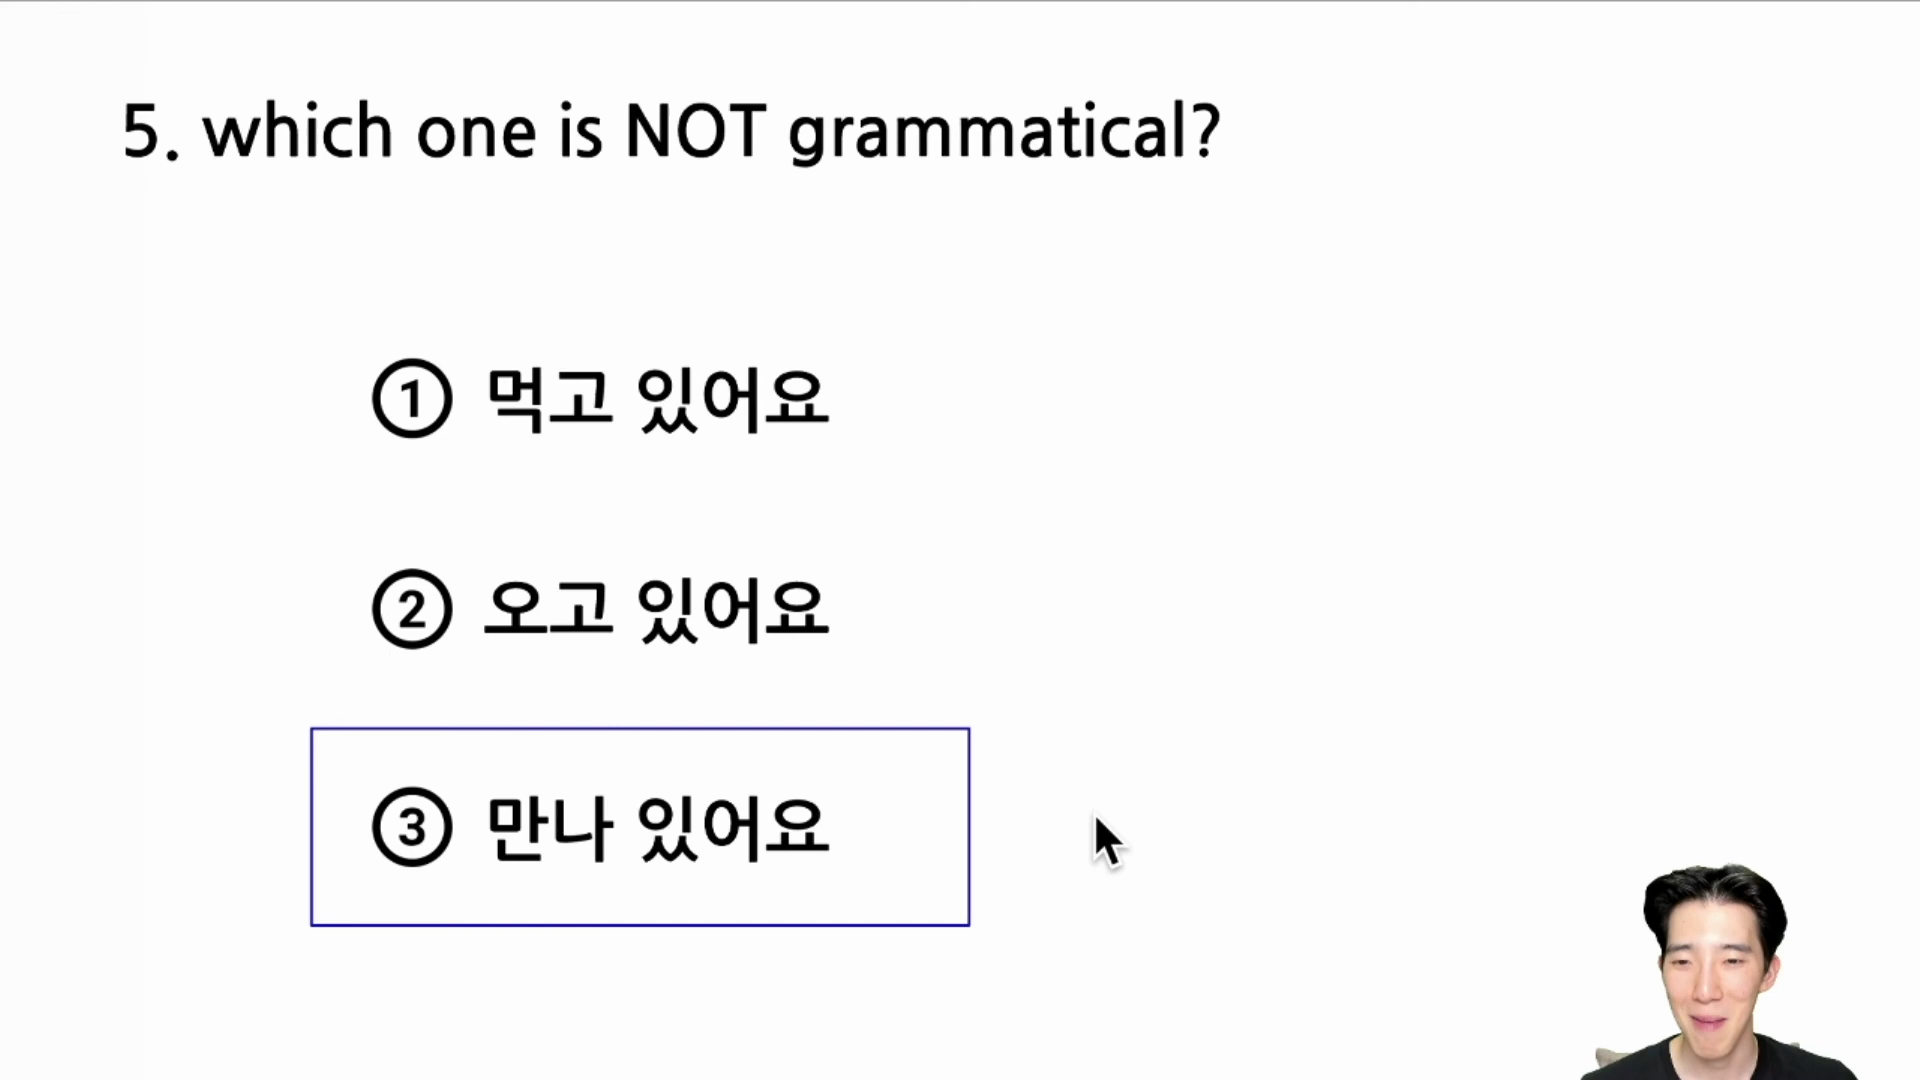 5. which one is NOT grammatical?
① 먹고 있어요
② 오고 있어요
③ 만나 있어요